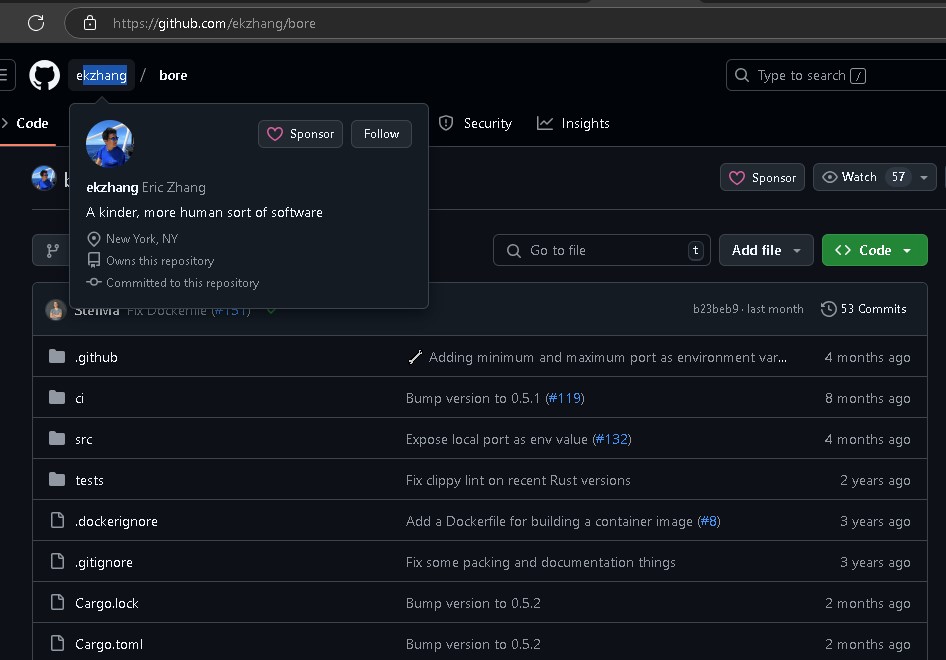 https://github.com/ekzhang/bore
ekzhang / bore
Type to search /
Code
Security
Insights
Sponsor
Follow
ekzhang Eric Zhang
A kinder, more human sort of software
New York, NY
Owns this repository
Committed to this repository
Sponsor
Watch 57
Go to file t
Add file
Code
Fix Dockerfile (#151)
b23beb9 · last month
53 Commits
.github Adding minimum and maximum port as environment var... 4 months ago
ci Bump version to 0.5.1 (#119) 8 months ago
src Expose local port as env value (#132) 4 months ago
tests Fix clippy lint on recent Rust versions 2 years ago
.dockerignore Add a Dockerfile for building a container image (#8) 3 years ago
.gitignore Fix some packing and documentation things 3 years ago
Cargo.lock Bump version to 0.5.2 2 months ago
Cargo.toml Bump version to 0.5.2 2 months ago